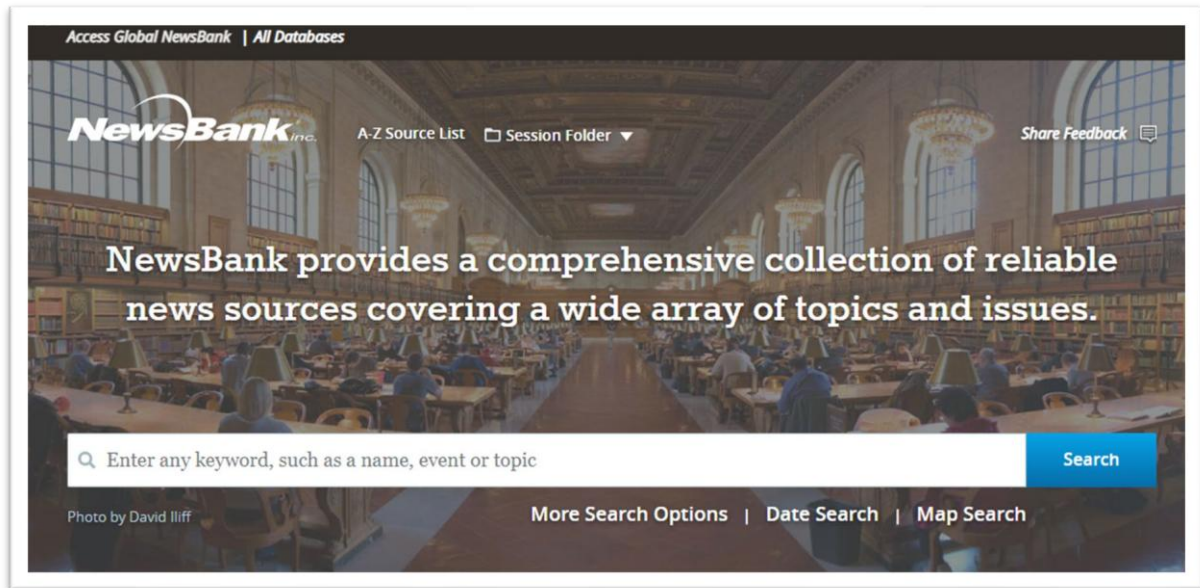 Access Global NewsBank | All Databases
NewsBank inc.
A-Z Source List
Session Folder
Share Feedback
NewsBank provides a comprehensive collection of reliable
news sources covering a wide array of topics and issues.
Enter any keyword, such as a name, event or topic
Search
Photo by David Iliff
More Search Options | Date Search | Map Search